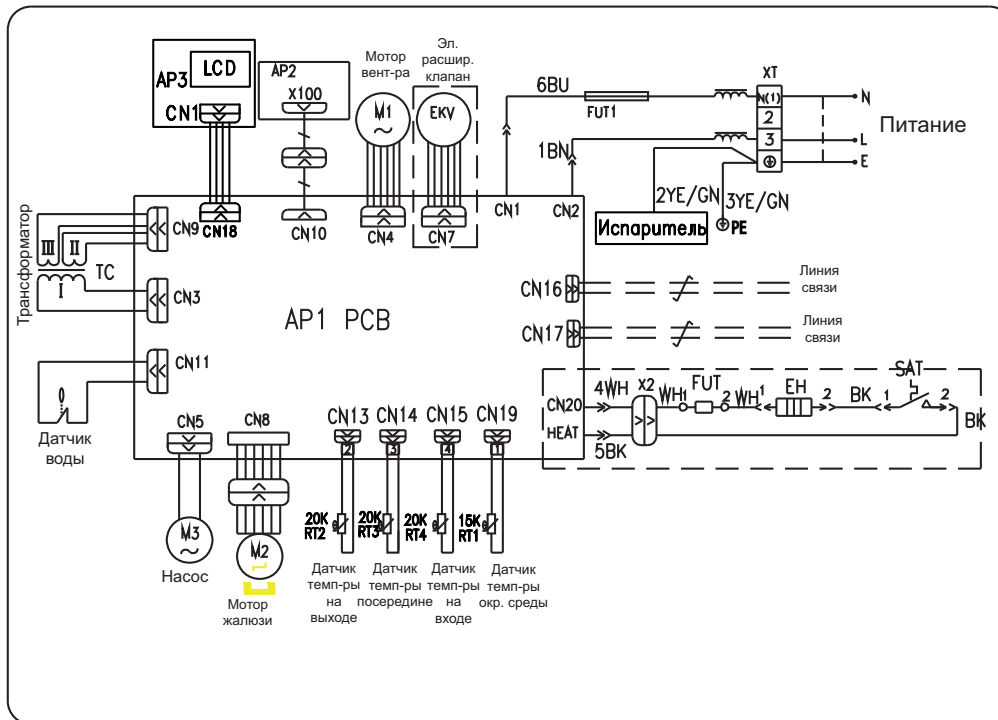 LCD
AP3
CN1
CN18
AP2
X100
CN10
Мотор
вент-ра
M1
CN4
Эл.
расшир.
клапан
EKV
CN7
6BU
FUT1
1BN
CN1
CN2
XT
N(1)
2
3
N
L
E
Питание
2YE/GN
3YE/GN
Испаритель
PE
Трансформатор
III
II
I
TC
CN9
CN3
CN11
Датчик
воды
AP1 PCB
CN16
Линия
связи
CN17
Линия
связи
CN20
HEAT
4WH
5BK
X2
WH
1
FUT
2
WH
1
EH
2
BK
1
SAT
2
BK
CN5
M3
Насос
CN8
M2
Мотор
жалюзи
CN13
2
20K
RT2
Датчик
темп-ры
на
выходе
CN14
3
20K
RT3
Датчик
темп-ры
посередине
CN15
4
20K
RT4
Датчик
темп-ры
на
входе
CN19
1
15K
RT1
Датчик
темп-ры
окр. среды